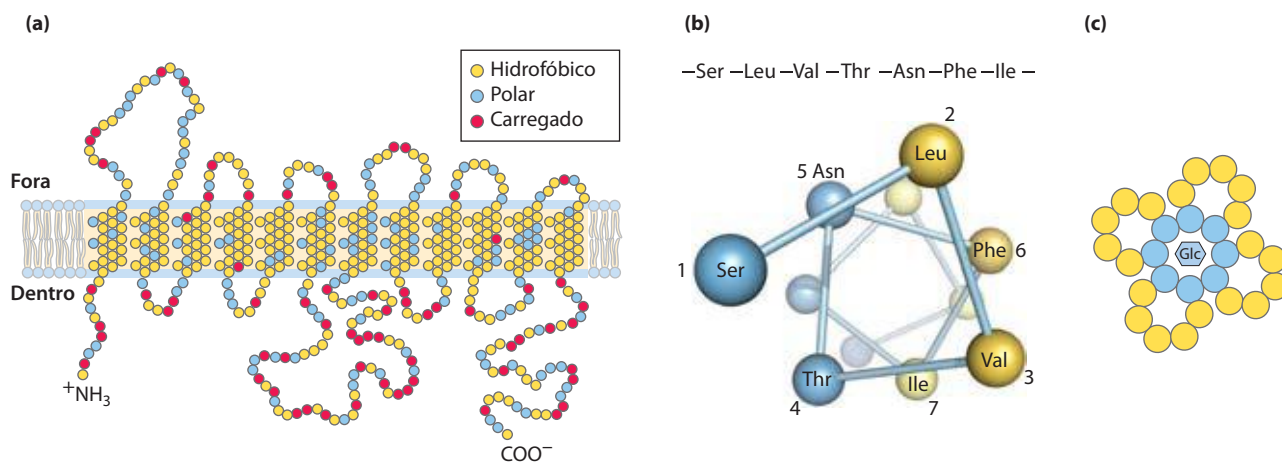 (a)
Hidrofóbico
Polar
Carregado
Fora
Dentro
⁺NH₃
COO⁻
(b)
—Ser —Leu —Val —Thr —Asn —Phe —Ile —
2
Leu
5 Asn
Phe 6
1 Ser
Val
3
Thr
4
Ile
7
(c)
Glc